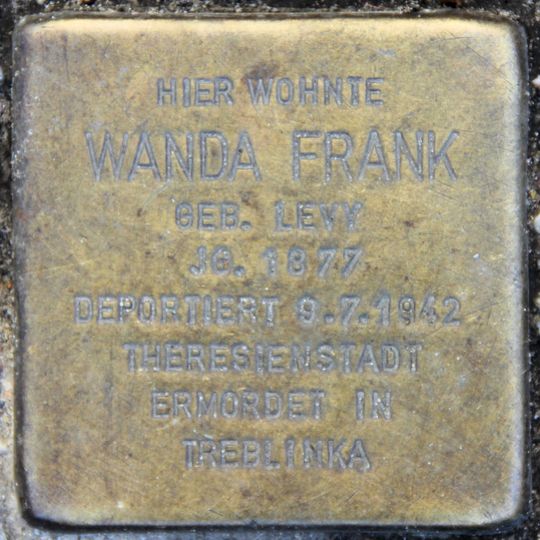 HIER WOHNTE
WANDA FRANK
GEB. LEVY
JG. 1877
DEPORTIERT 9.7.1942
THERESIENSTADT
ERMORDET IN
TREBLINKA